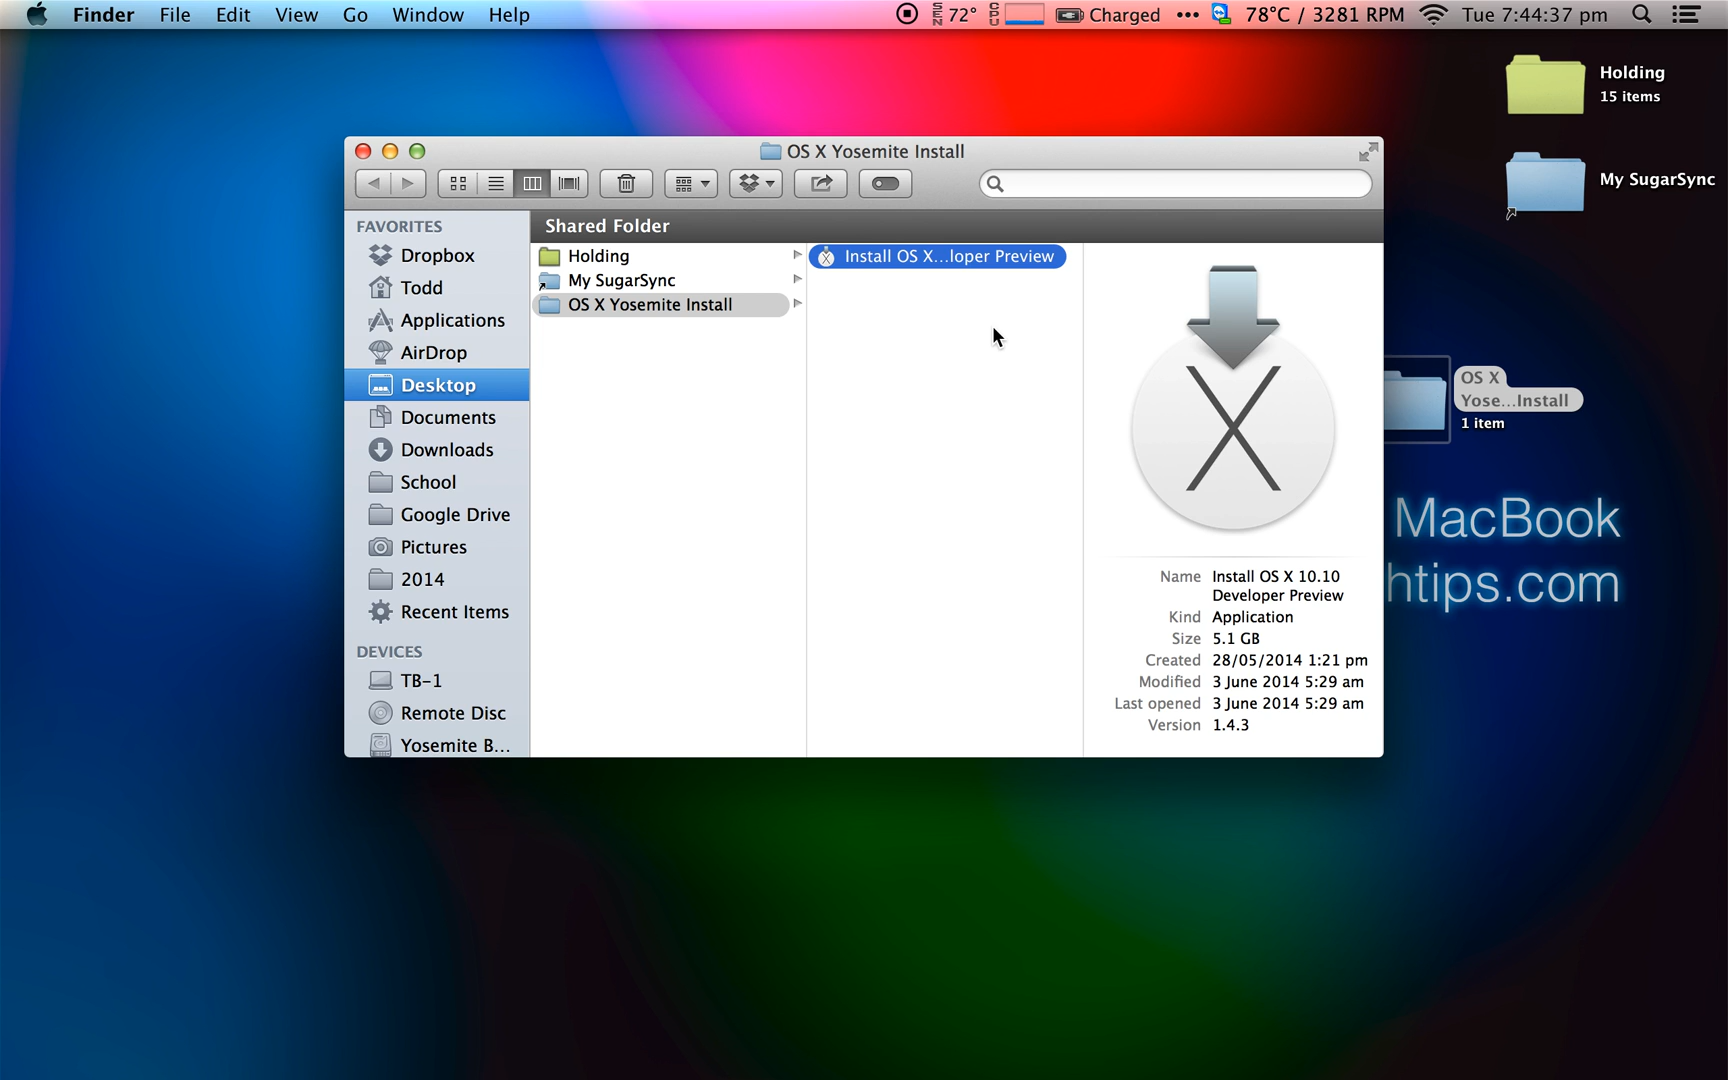 Finder File Edit View Go Window Help
SEN 72° CPU Charged 78°C / 3281 RPM Tue 7:44:37 pm
Holding
15 items
My SugarSync
OS X Yosemite Install
FAVORITES
Dropbox
Todd
Applications
AirDrop
Desktop
Documents
Downloads
School
Google Drive
Pictures
2014
Recent Items
DEVICES
TB-1
Remote Disc
Yosemite B...
Shared Folder
Holding
My SugarSync
OS X Yosemite Install
Install OS X...loper Preview
X
Name Install OS X 10.10
Developer Preview
Kind Application
Size 5.1 GB
Created 28/05/2014 1:21 pm
Modified 3 June 2014 5:29 am
Last opened 3 June 2014 5:29 am
Version 1.4.3
OS X
Yose...Install
1 item
MacBook
htips.com